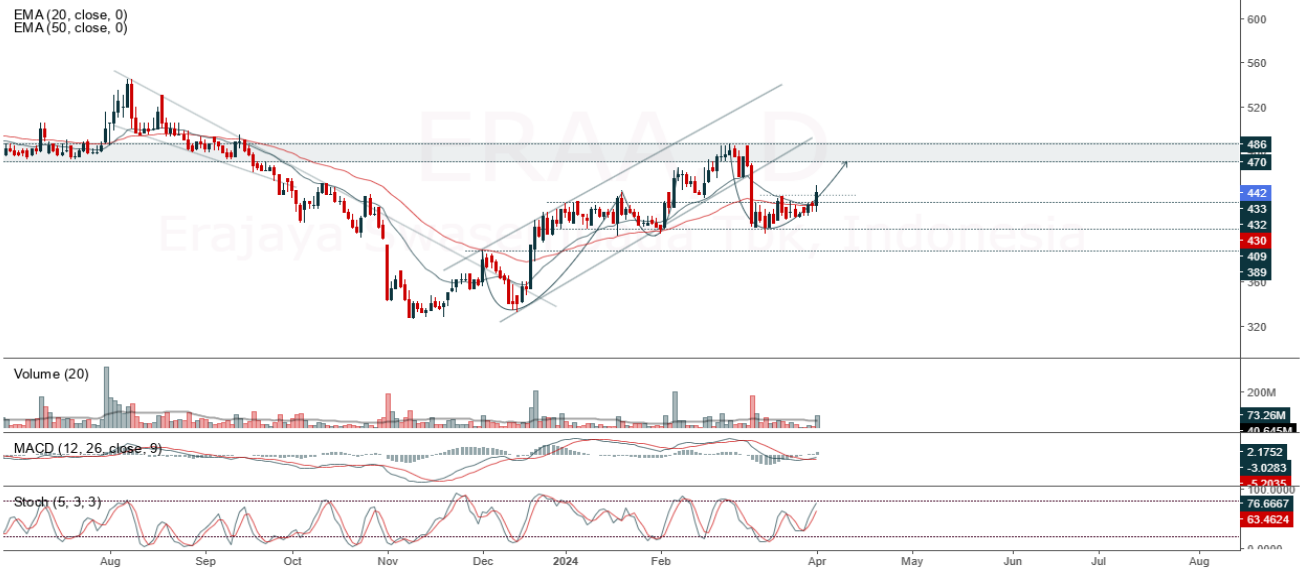 EMA (20, close, 0)
EMA (50, close, 0)
ERAA
Erajaya Indonesia
600
560
520
486
470
442
433
432
430
409
389
360
320
Volume (20)
200M
73.26M
40.645M
MACD (12, 26, close, 9)
2.1752
-3.0283
-5.2035
Stoch (5, 3, 3)
100.0000
76.6667
63.4624
0.0000
Aug Sep Oct Nov Dec 2024 Feb Apr May Jun Jul Aug